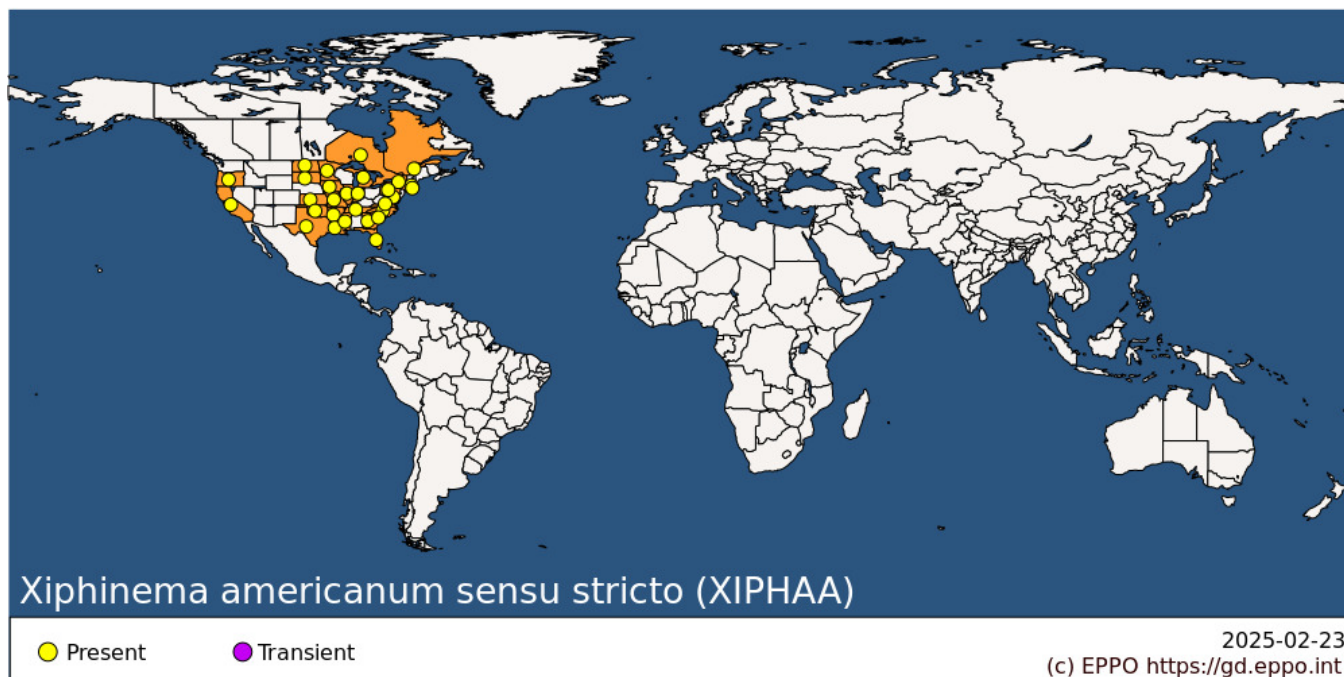 Xiphinema americanum sensu stricto (XIPHAA)
Present
Transient
2025-02-23
(c) EPPO https://gd.eppo.int